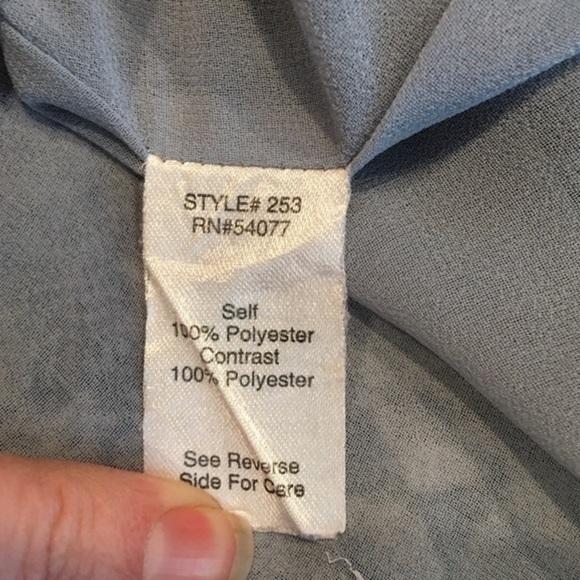 STYLE# 253
RN#54077
Self
100% Polyester
Contrast
100% Polyester
See Reverse
Side For Care